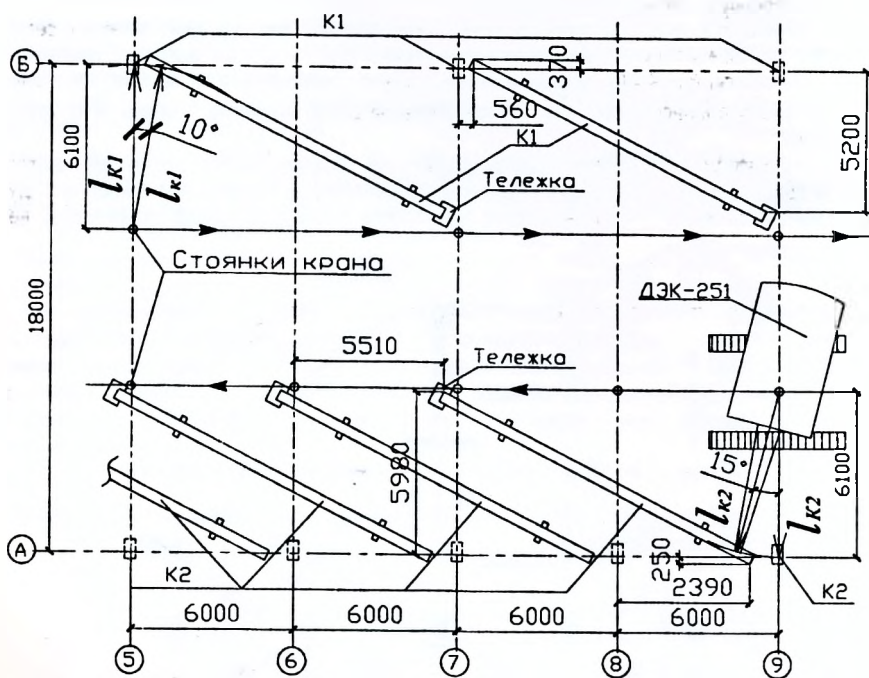 К1
Б
370
560
К1
10°
6100
5200
lк1
lк1
Тележка
Стоянки крана
ДЭК-251
18000
5510
Тележка
5980
15°
6100
lк2
lк2
А
250
2390
К2
К2
6000
6000
6000
6000
5
6
7
8
9